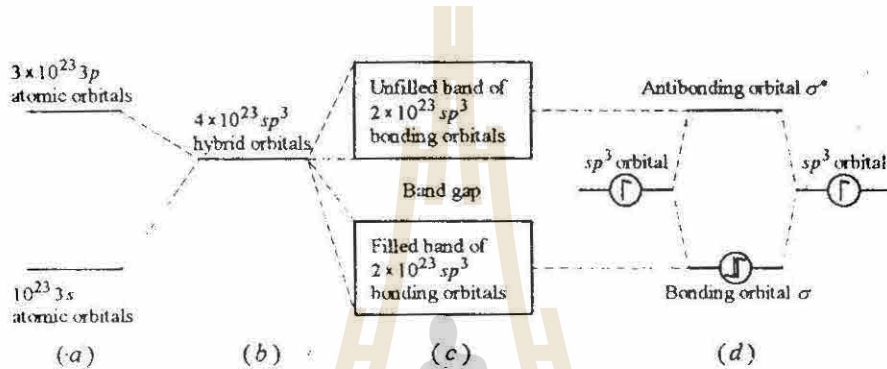 3 x 10²³ 3p
atomic orbitals
4 x 10²³ sp³
hybrid orbitals
10²³ 3s
atomic orbitals
Unfilled band of
2 x 10²³ sp³
bonding orbitals
Band gap
Filled band of
2 x 10²³ sp³
bonding orbitals
Antibonding orbital σ*
sp³ orbital
sp³ orbital
Bonding orbital σ
(a)
(b)
(c)
(d)